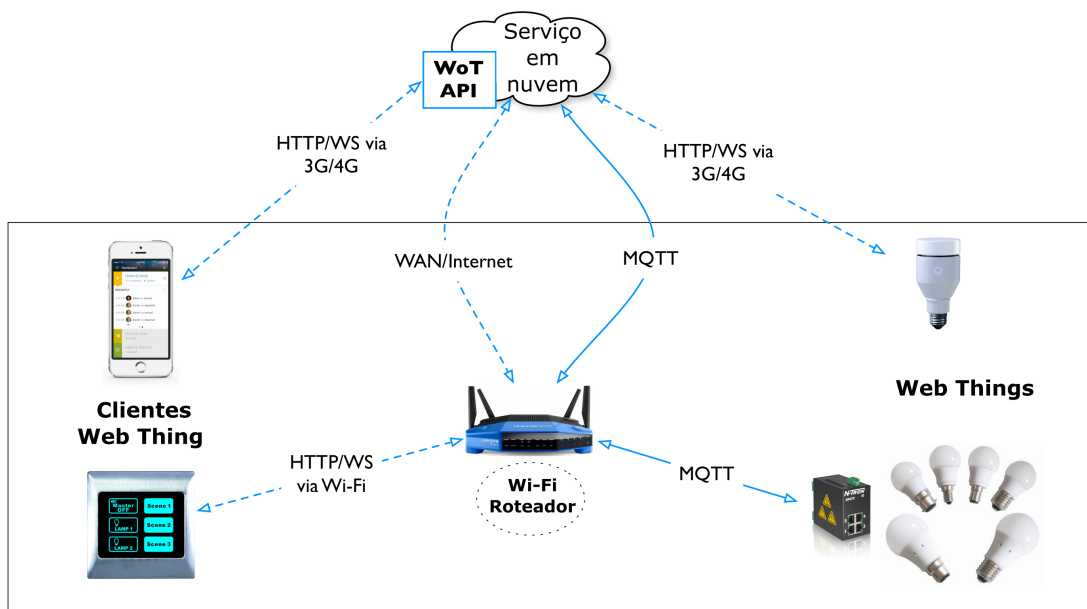 Serviço
em
nuvem
WoT
API
HTTP/WS via
3G/4G
HTTP/WS via
3G/4G
WAN/Internet
MQTT
Dashboard
Clientes
Web Thing
Web Things
HTTP/WS
via Wi-Fi
MQTT
Wi-Fi
Roteador
N-TRON
Master
OFF
Scene 1
LAMP 1
Scene 2
LAMP 2
Scene 3